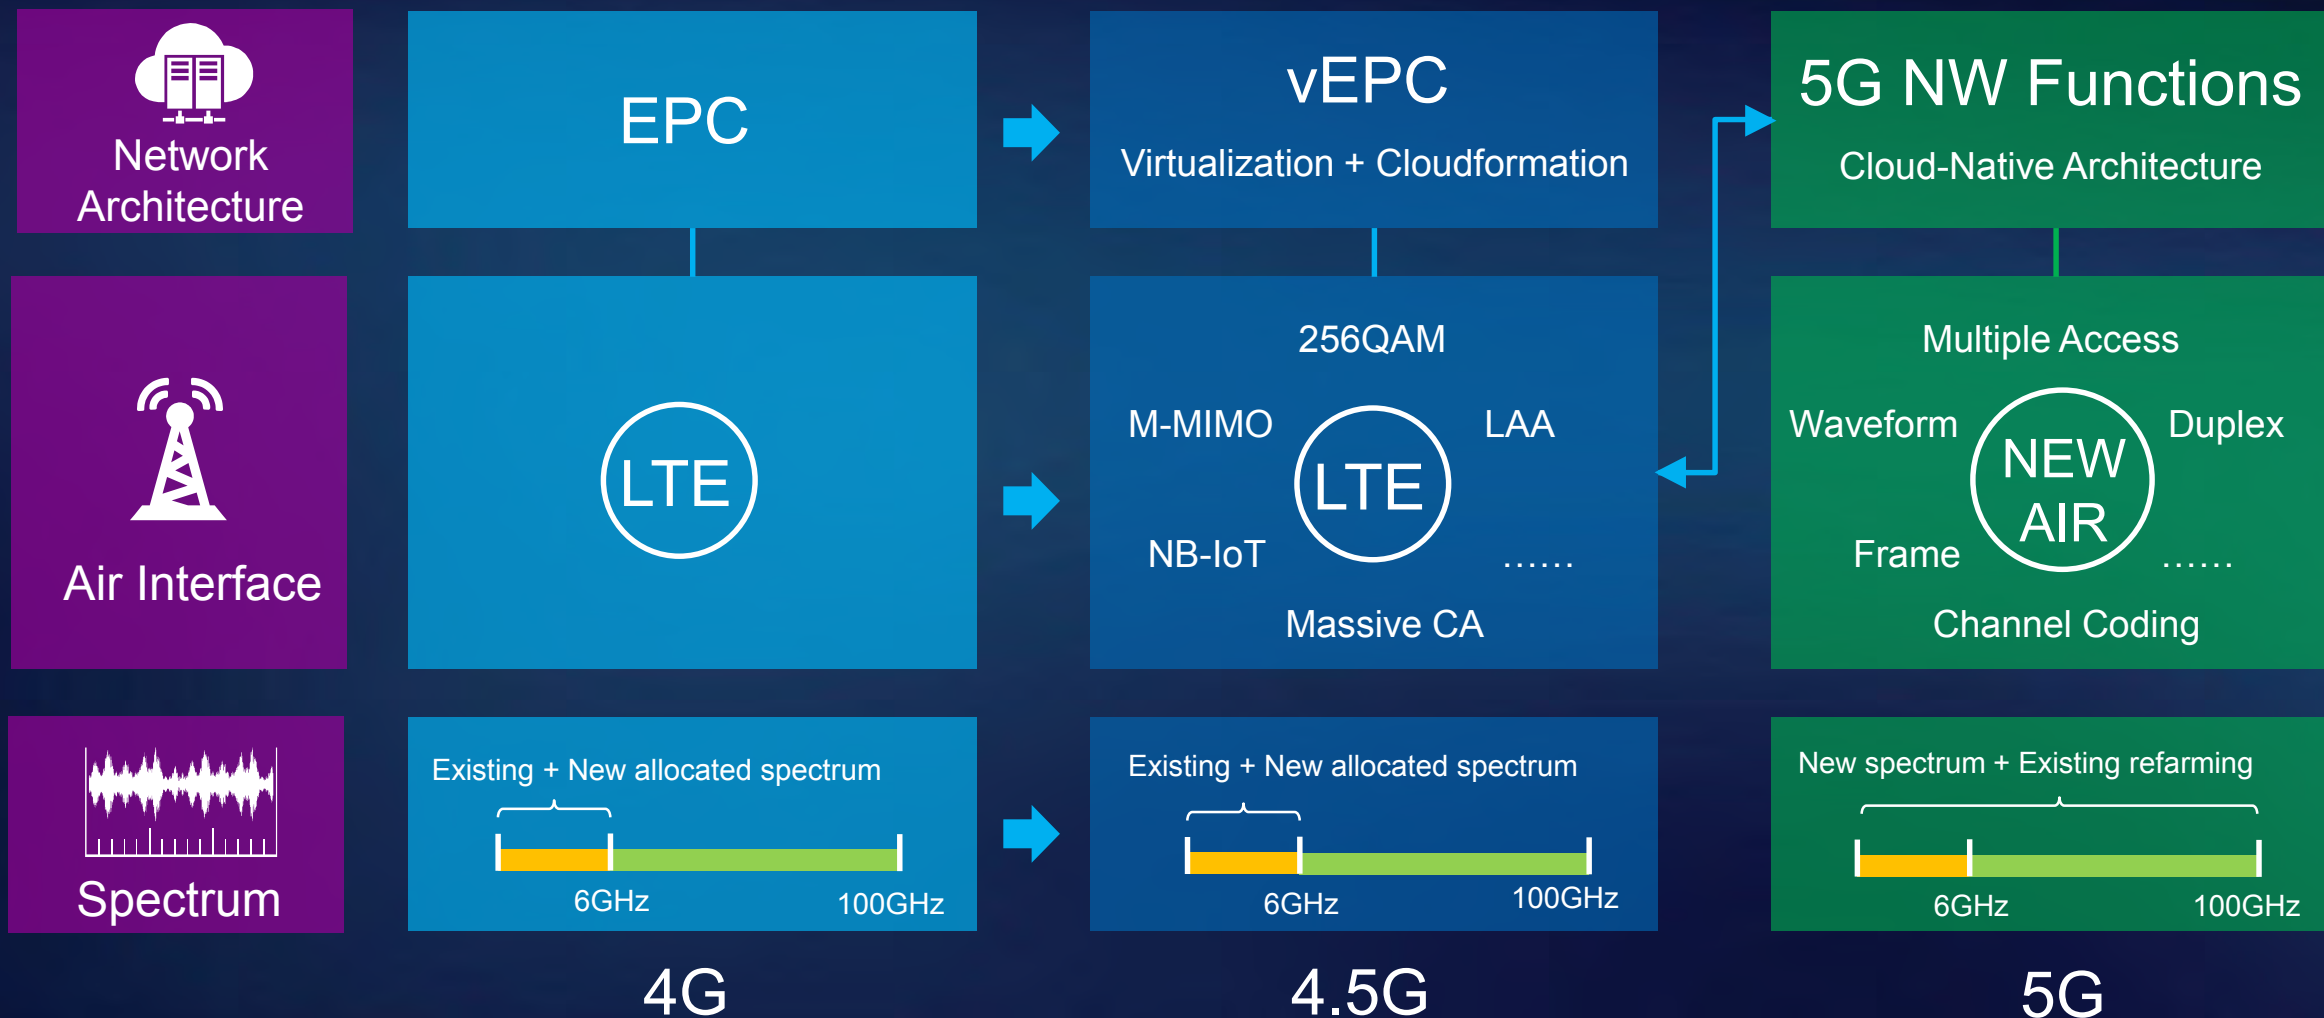 Network
Architecture
EPC
vEPC
Virtualization + Cloudformation
5G NW Functions
Cloud-Native Architecture
Air Interface
LTE
256QAM
M-MIMO
LAA
LTE
NB-IoT
......
Massive CA
Multiple Access
Waveform
Duplex
NEW
AIR
Frame
......
Channel Coding
Spectrum
Existing + New allocated spectrum
6GHz
100GHz
Existing + New allocated spectrum
6GHz
100GHz
New spectrum + Existing refarming
6GHz
100GHz
4G
4.5G
5G